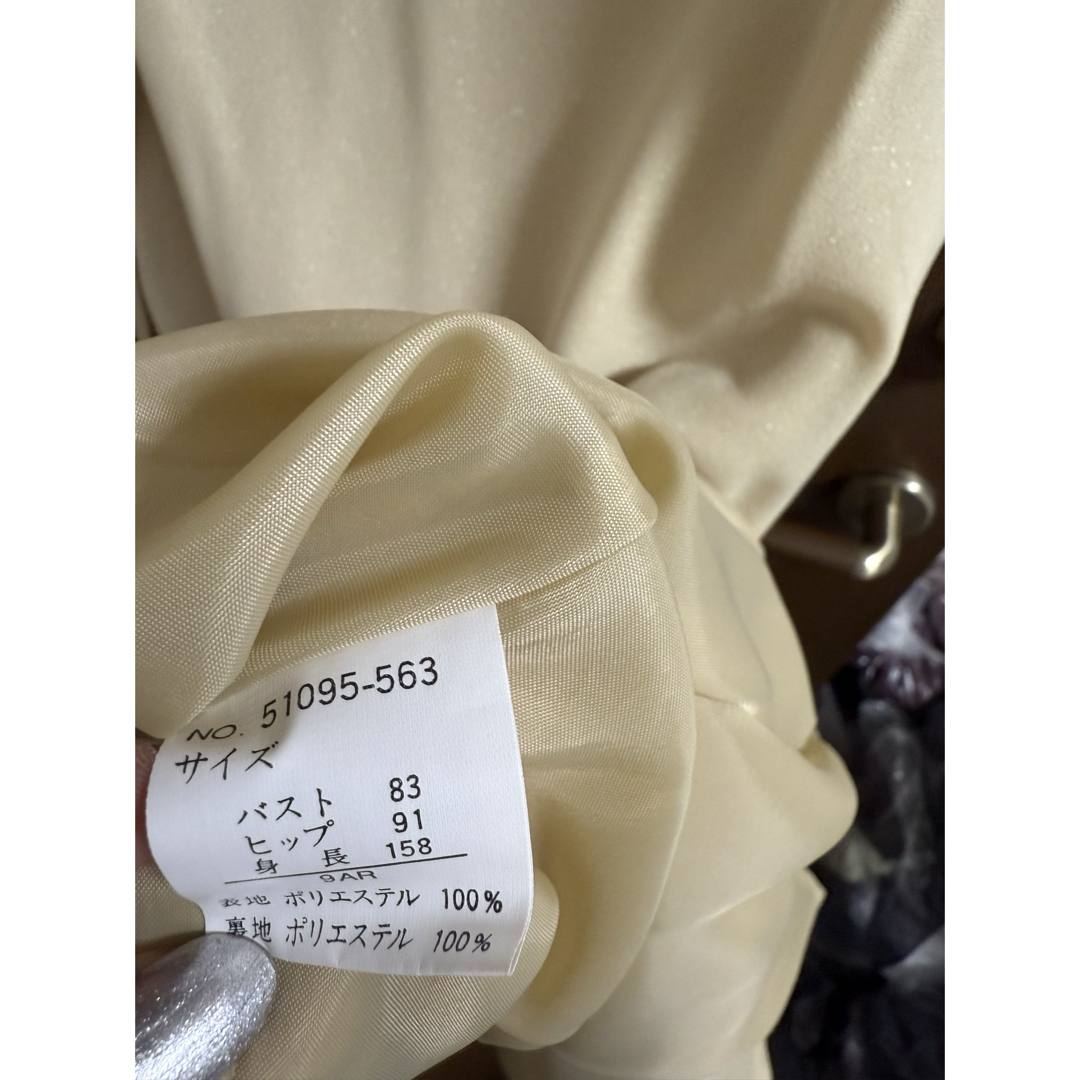 NO. 51095-563
サイズ
バスト 83
ヒップ 91
身 長 158
9AR
表地 ポリエステル 100%
裏地 ポリエステル 100%